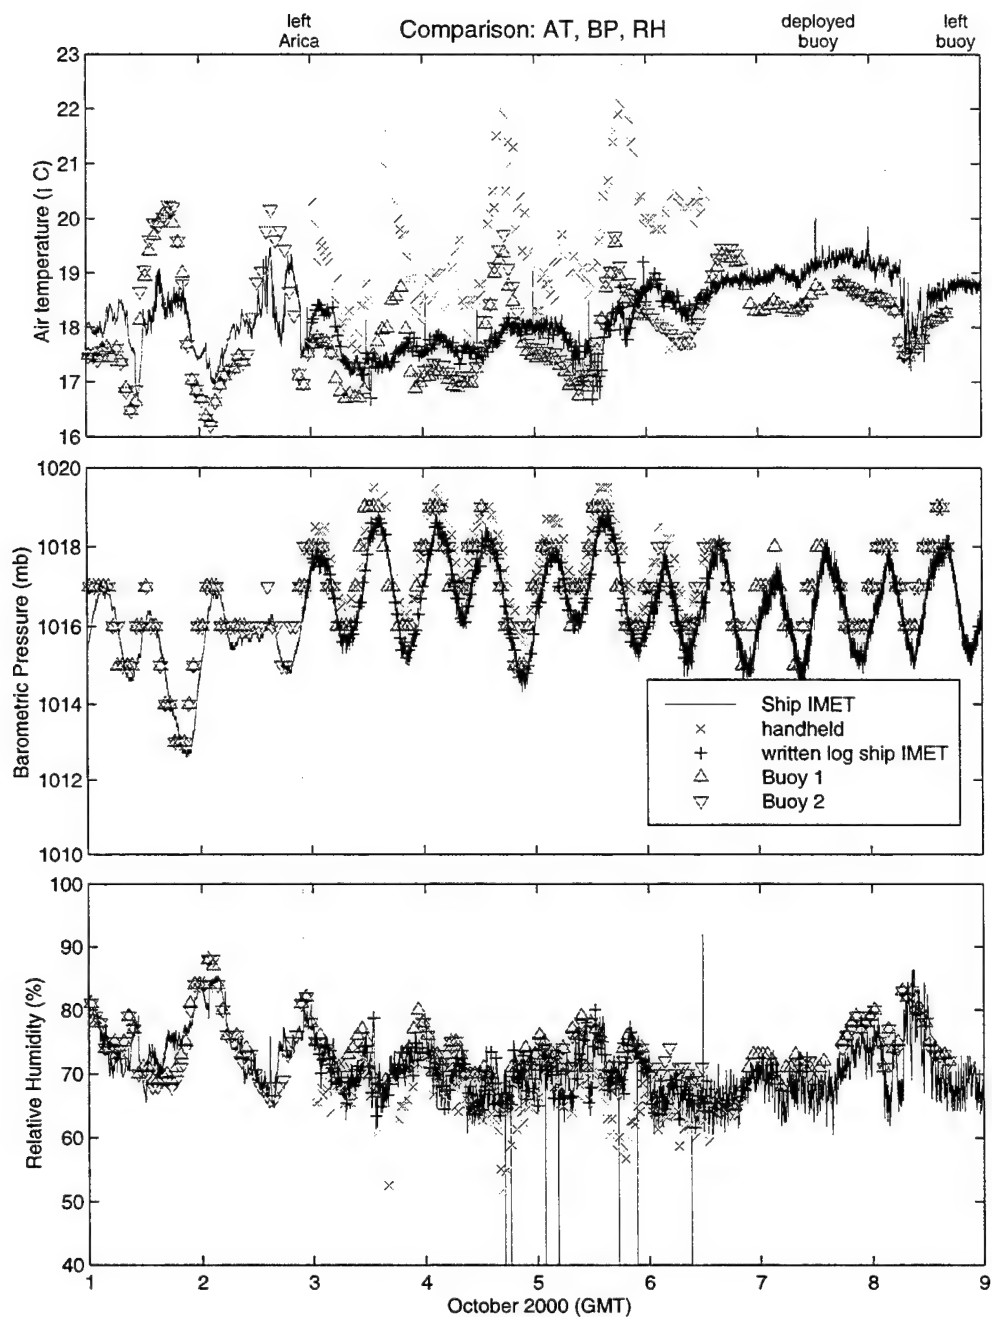 left
Arica
Comparison: AT, BP, RH
deployed
buoy
left
buoy
23
22
21
20
19
18
17
16
Air temperature (¡ C)
1020
1018
1016
1014
1012
1010
Barometric Pressure (mb)
Ship IMET
handheld
written log ship IMET
Buoy 1
Buoy 2
100
90
80
70
60
50
40
Relative Humidity (%)
1 2 3 4 5 6 7 8 9
October 2000 (GMT)